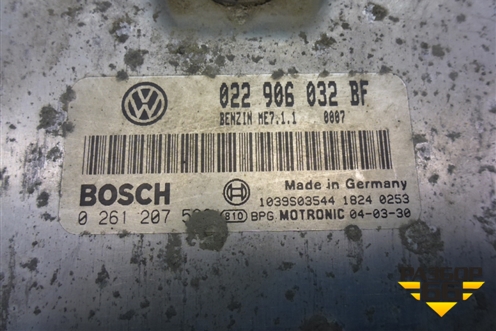 022 906 032 BF
BENZIN ME7.1.1 0007
BOSCH
Made in Germany
1039S03544 1824 0253
0 261 207 810 BPG MOTRONIC 04-03-30